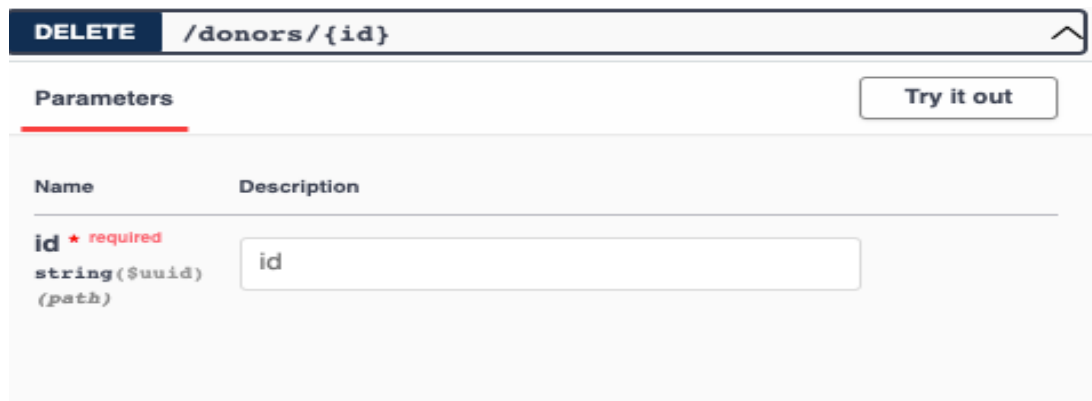 DELETE /donors/{id}
Parameters Try it out
Name Description
id * required id
string($uuid)
(path)